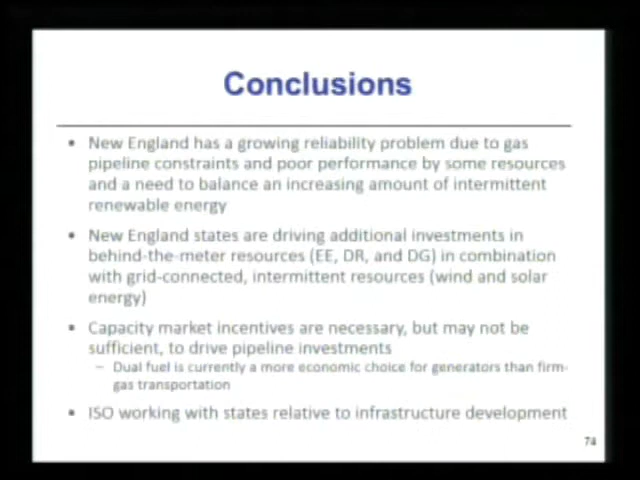 Conclusions
• New England has a growing reliability problem due to gas
pipeline constraints and poor performance by some resources
and a need to balance an increasing amount of intermittent
renewable energy
• New England states are driving additional investments in
behind-the-meter resources (EE, DR, and DG) in combination
with grid-connected, intermittent resources (wind and solar
energy)
• Capacity market incentives are necessary, but may not be
sufficient, to drive pipeline investments
– Dual fuel is currently a more economic choice for generators than firm-
gas transportation
• ISO working with states relative to infrastructure development
74